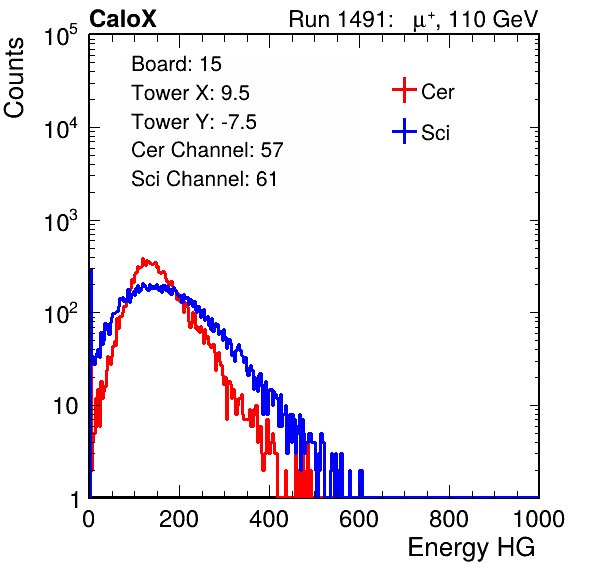 CaloX Run 1491: μ⁺, 110 GeV
Counts
10⁵
10⁴
10³
10²
10
1
Board: 15
Tower X: 9.5
Tower Y: -7.5
Cer Channel: 57
Sci Channel: 61
Cer
Sci
0 200 400 600 800 1000
Energy HG